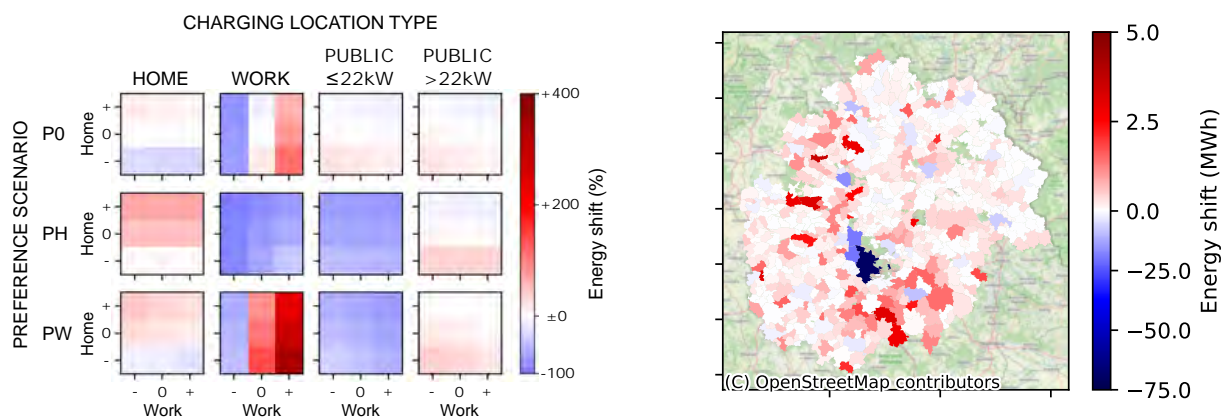 CHARGING LOCATION TYPE
HOME
WORK
PUBLIC
≤22kW
PUBLIC
>22kW
PREFERENCE SCENARIO
P0
Home
+
0
-
PH
Home
+
0
-
PW
Home
+
0
-
- 0 +
Work
- 0 +
Work
- 0 +
Work
- 0 +
Work
+400
+200
±0
-100
Energy shift (%)
(C) OpenStreetMap contributors
5.0
2.5
0.0
−25.0
−50.0
−75.0
Energy shift (MWh)